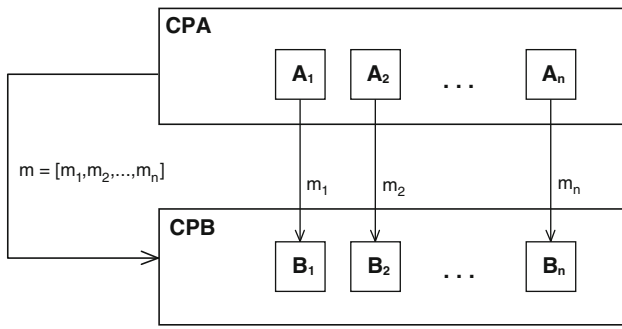 CPA
A₁ A₂ . . . Aₙ
m = [m₁,m₂,...,mₙ]
m₁ m₂ mₙ
CPB
B₁ B₂ . . . Bₙ